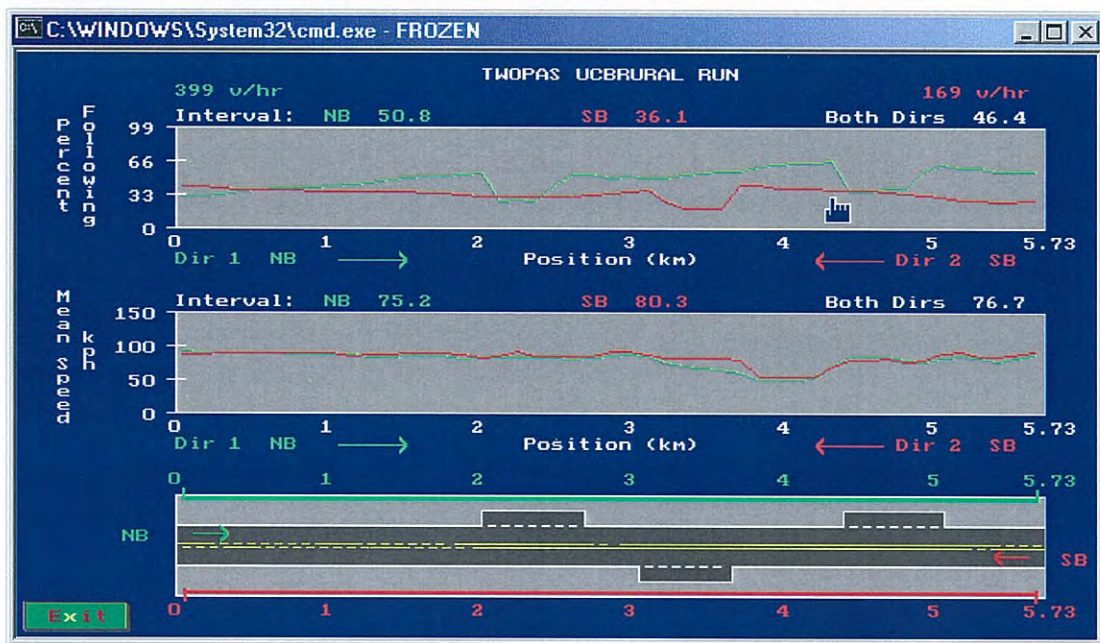 C:\WINDOWS\System32\cmd.exe - FROZEN
TWOPAS UCBRURAL RUN
399 v/hr
169 v/hr
Interval: NB 50.8 SB 36.1 Both Dirs 46.4
Percent Following
99
66
33
0
0 1 2 3 4 5 5.73
Dir 1 NB Position (km) Dir 2 SB
Interval: NB 75.2 SB 80.3 Both Dirs 76.7
Mean Speed kph
150
100
50
0
0 1 2 3 4 5 5.73
Dir 1 NB Position (km) Dir 2 SB
0 1 2 3 4 5 5.73
NB
SB
0 1 2 3 4 5 5.73
Exit